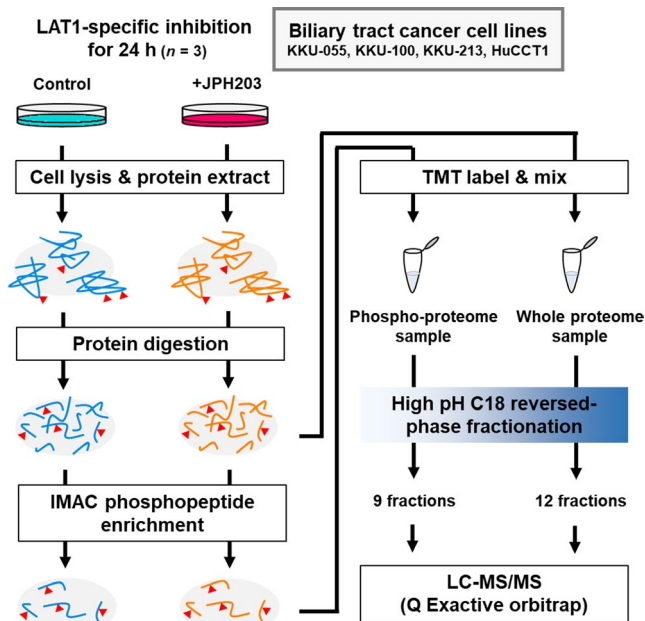 LAT1-specific inhibition
for 24 h (n = 3)
Biliary tract cancer cell lines
KKU-055, KKU-100, KKU-213, HuCCT1
Control
+JPH203
Cell lysis & protein extract
Protein digestion
IMAC phosphopeptide
enrichment
TMT label & mix
Phospho-proteome
sample
Whole proteome
sample
High pH C18 reversed-
phase fractionation
9 fractions
12 fractions
LC-MS/MS
(Q Exactive orbitrap)